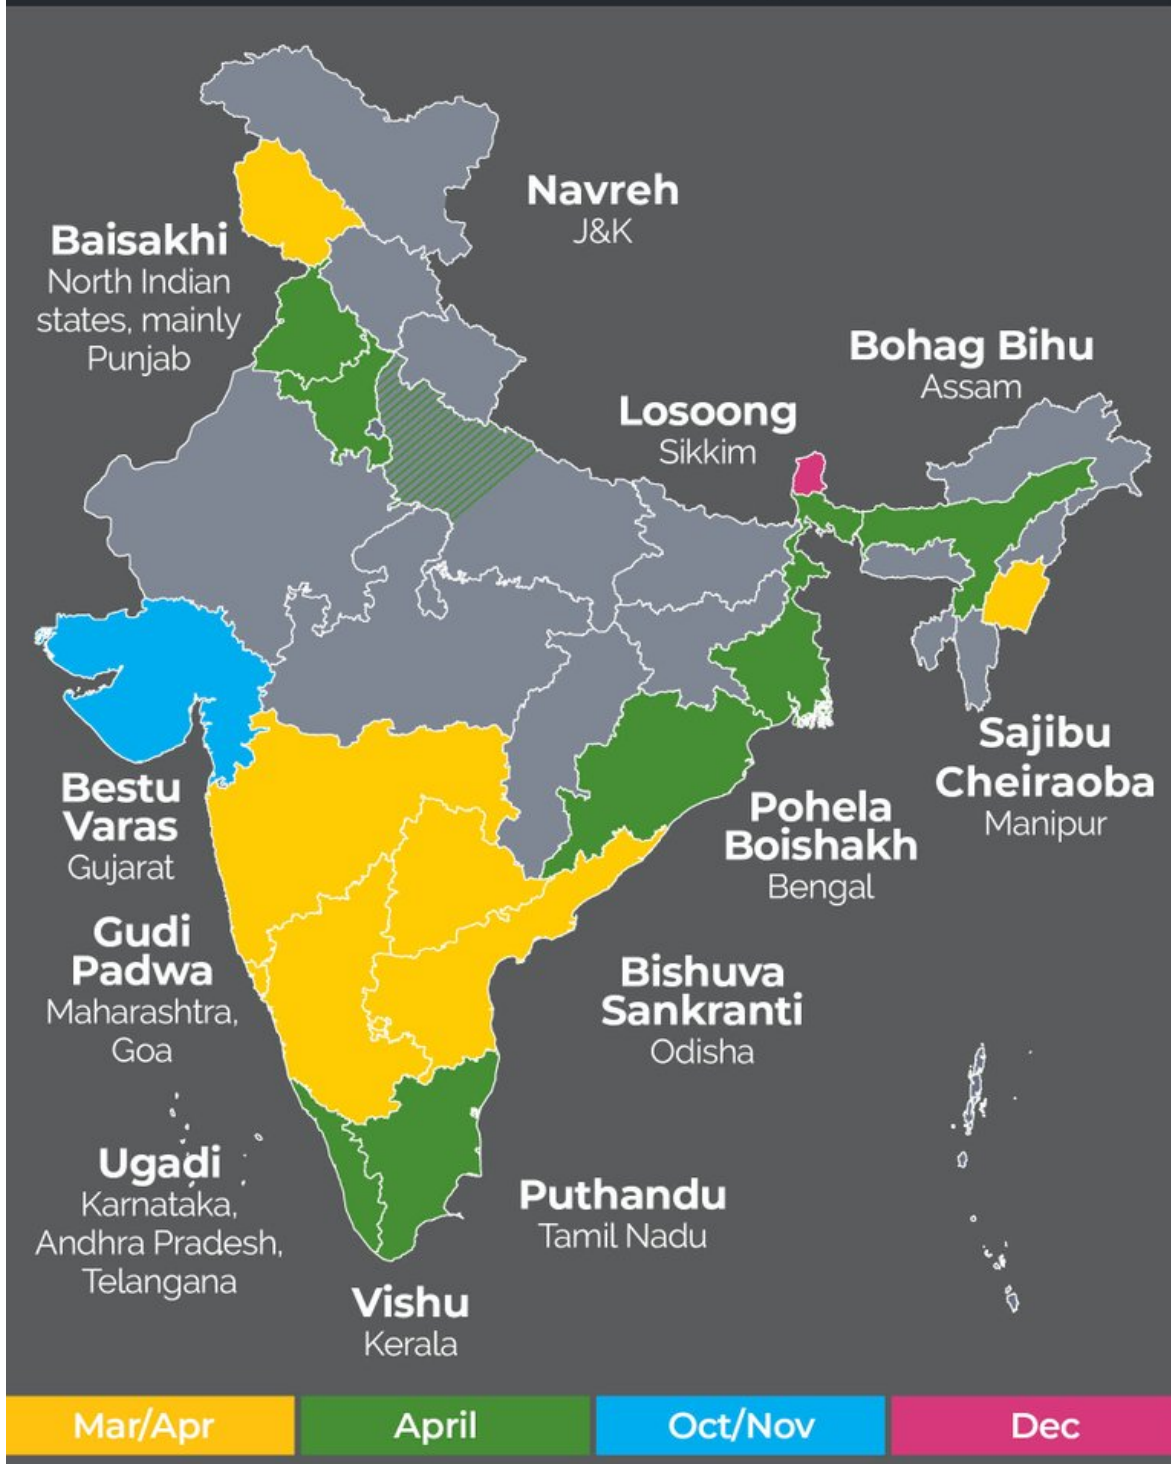 Navreh
J&K
Baisakhi
North Indian
states, mainly
Punjab
Bohag Bihu
Assam
Losoong
Sikkim
Sajibu
Cheiraoba
Manipur
Bestu
Varas
Gujarat
Pohela
Boishakh
Bengal
Gudi
Padwa
Maharashtra,
Goa
Bishuva
Sankranti
Odisha
Ugadi
Karnataka,
Andhra Pradesh,
Telangana
Puthandu
Tamil Nadu
Vishu
Kerala
Mar/Apr
April
Oct/Nov
Dec